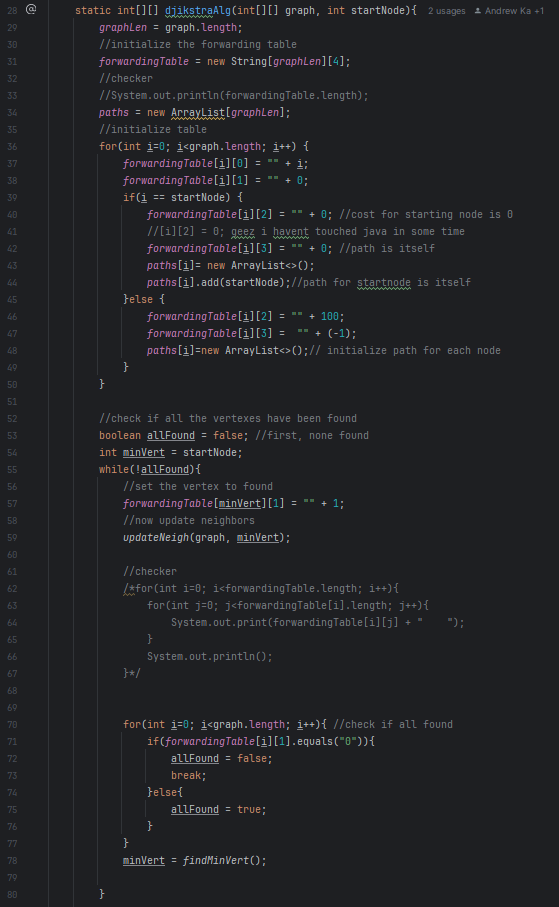 28 @ static int[][] djikstraAlg(int[][] graph, int startNode){ 2 usages Andrew Ka +1
29 graphLen = graph.length;
30 //initialize the forwarding table
31 forwardingTable = new String[graphLen][4];
32 //checker
33 //System.out.println(forwardingTable.length);
34 paths = new ArrayList[graphLen];
35 //initialize table
36 for(int i=0; i<graph.length; i++) {
37 forwardingTable[i][0] = "" + i;
38 forwardingTable[i][1] = "" + 0;
39 if(i == startNode) {
40 forwardingTable[i][2] = "" + 0; //cost for starting node is 0
41 //[i][2] = 0; geez i havent touched java in some time
42 forwardingTable[i][3] = "" + 0; //path is itself
43 paths[i]= new ArrayList<>();
44 paths[i].add(startNode);//path for startnode is itself
45 }else {
46 forwardingTable[i][2] = "" + 100;
47 forwardingTable[i][3] =  "" + (-1);
48 paths[i]=new ArrayList<>();// initialize path for each node
49 }
50 }
51
52 //check if all the vertexes have been found
53 boolean allFound = false; //first, none found
54 int minVert = startNode;
55 while(!allFound){
56 //set the vertex to found
57 forwardingTable[minVert][1] = "" + 1;
58 //now update neighbors
59 updateNeigh(graph, minVert);
60
61 //checker
62 /*for(int i=0; i<forwardingTable.length; i++){
63 for(int j=0; j<forwardingTable[i].length; j++){
64 System.out.print(forwardingTable[i][j] + "    ");
65 }
66 System.out.println();
67 }*/
68
69
70 for(int i=0; i<graph.length; i++){ //check if all found
71 if(forwardingTable[i][1].equals("0")){
72 allFound = false;
73 break;
74 }else{
75 allFound = true;
76 }
77 }
78 minVert = findMinVert();
79
80 }